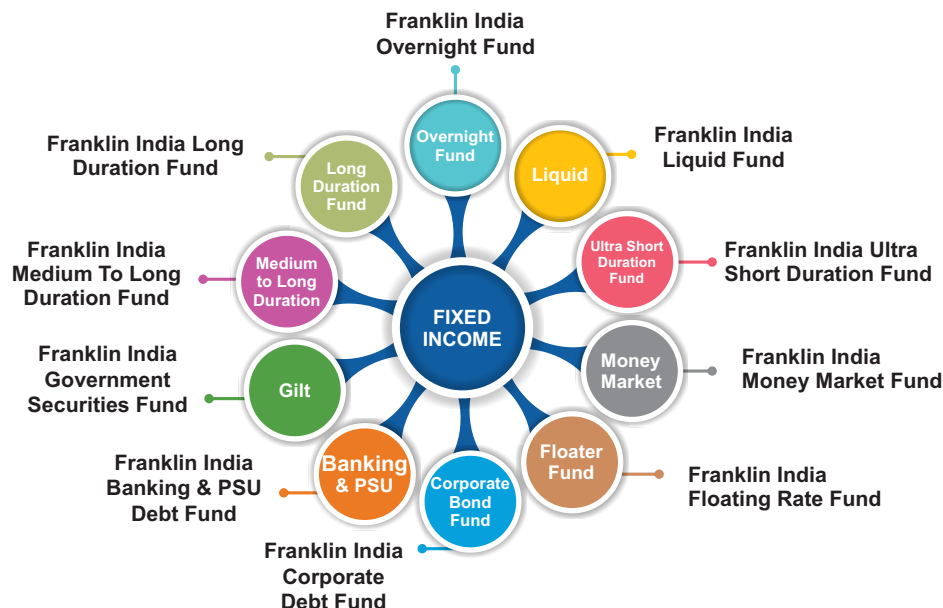 Franklin India
Overnight Fund
Overnight
Fund
Franklin India
Liquid Fund
Liquid
Franklin India Ultra
Short Duration Fund
Ultra Short
Duration
Fund
Franklin India
Money Market Fund
Money
Market
Franklin India
Floating Rate Fund
Floater
Fund
Corporate
Bond
Fund
Franklin India
Corporate
Debt Fund
Banking
& PSU
Franklin India
Banking & PSU
Debt Fund
Gilt
Franklin India
Government
Securities Fund
Medium
to Long
Duration
Franklin India
Medium To Long
Duration Fund
Long
Duration
Fund
Franklin India Long
Duration Fund
FIXED
INCOME